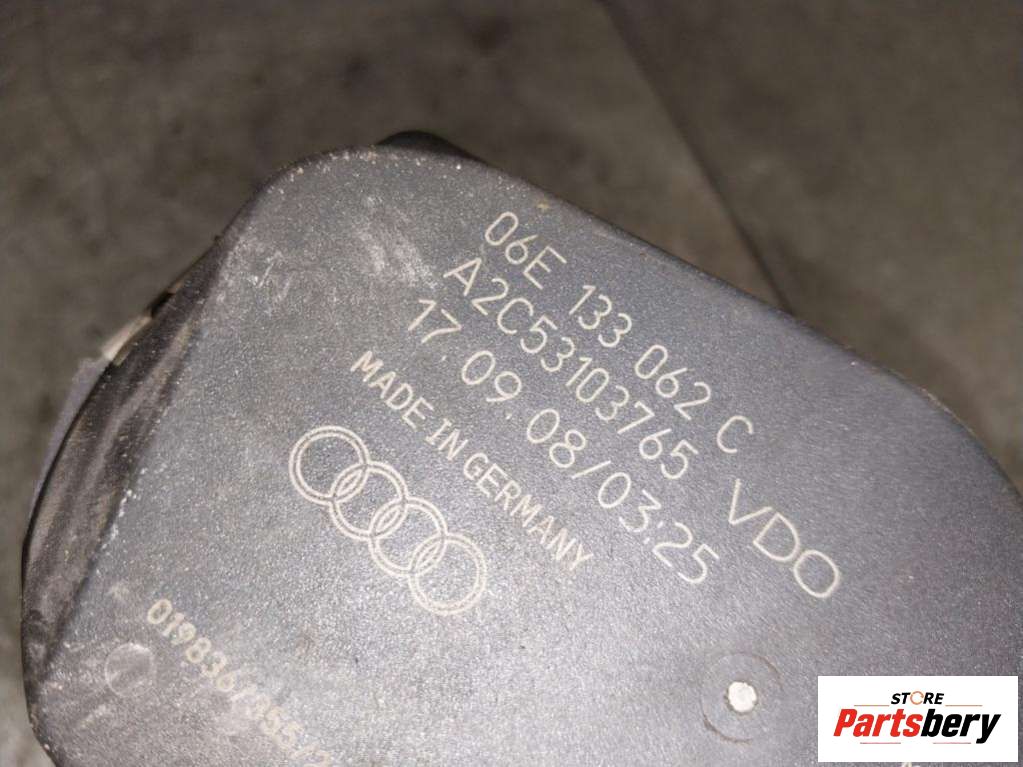 06E 133 062 C
A2C53103765 VDO
17.09.08/03:25
MADE IN GERMANY
STORE
Partsbery